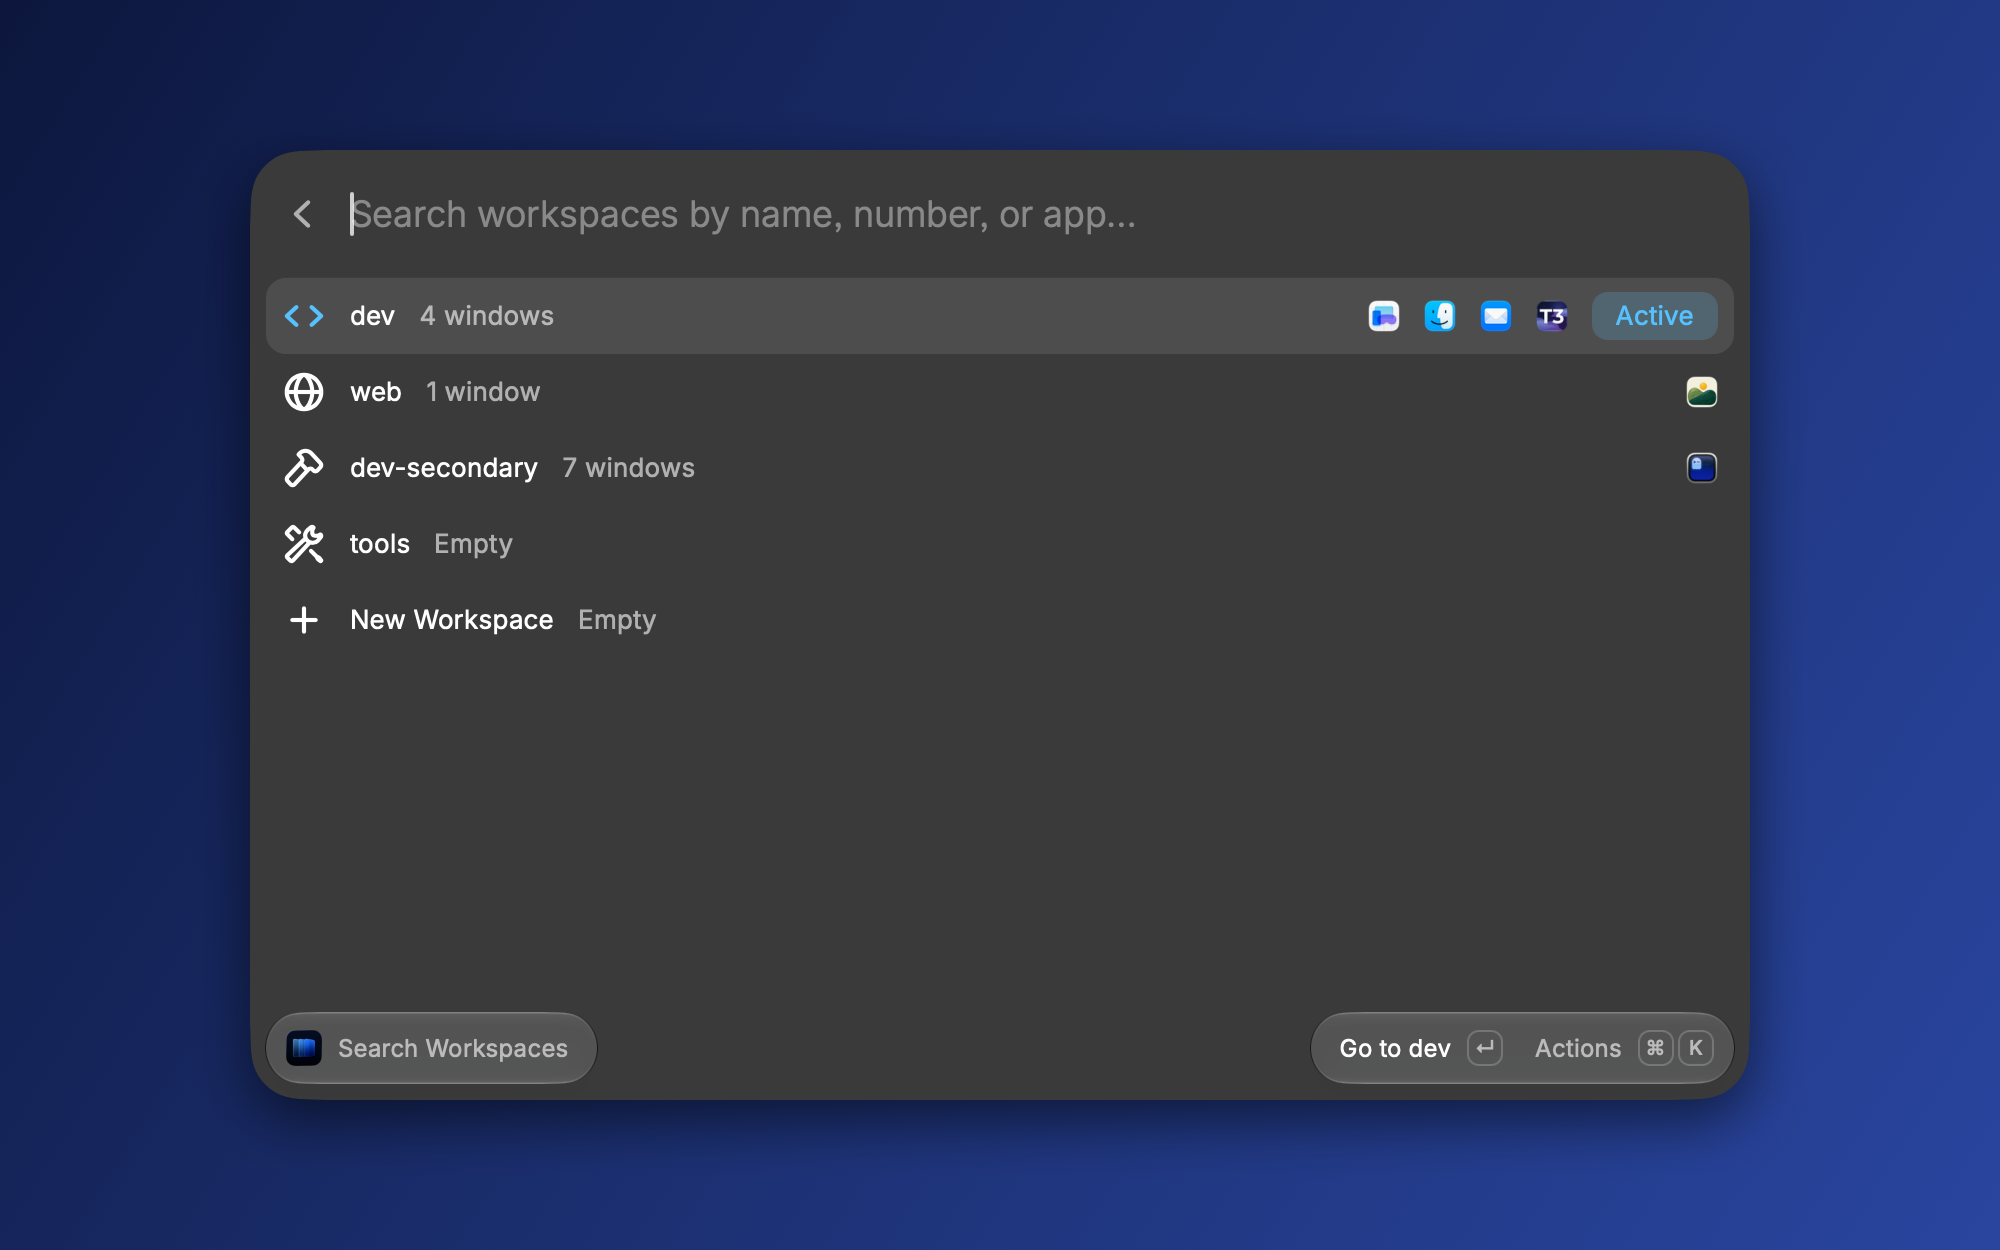 Search workspaces by name, number, or app...
dev 4 windows T3 Active
web 1 window
dev-secondary 7 windows
tools Empty
New Workspace Empty
Search Workspaces
Go to dev ↵ Actions ⌘ K